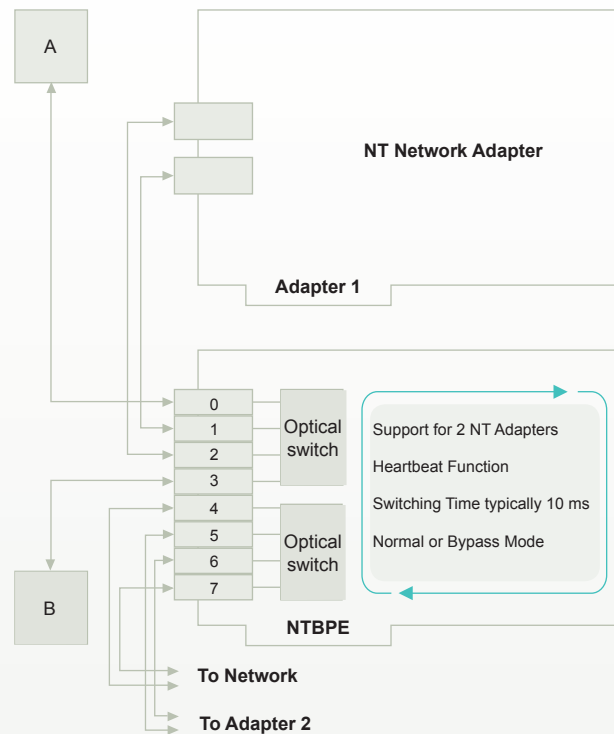 A
NT Network Adapter
Adapter 1
0
1
2
3
4
5
6
7
Optical
switch
Optical
switch
Support for 2 NT Adapters
Heartbeat Function
Switching Time typically 10 ms
Normal or Bypass Mode
B
NTBPE
To Network
To Adapter 2